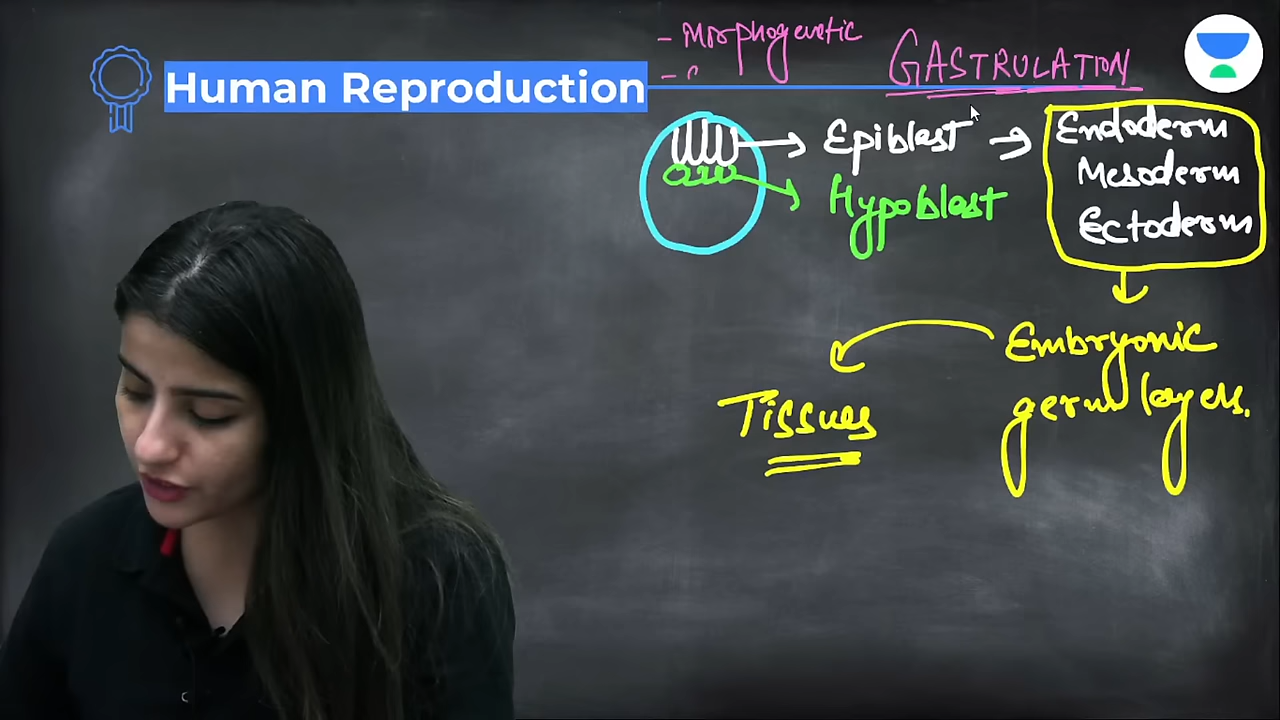 - Morphogenetic
GASTRULATION
Human Reproduction
Epiblast
Endoderm
Mesoderm
Ectoderm
Hypoblast
Embryonic
germ layers.
Tissues